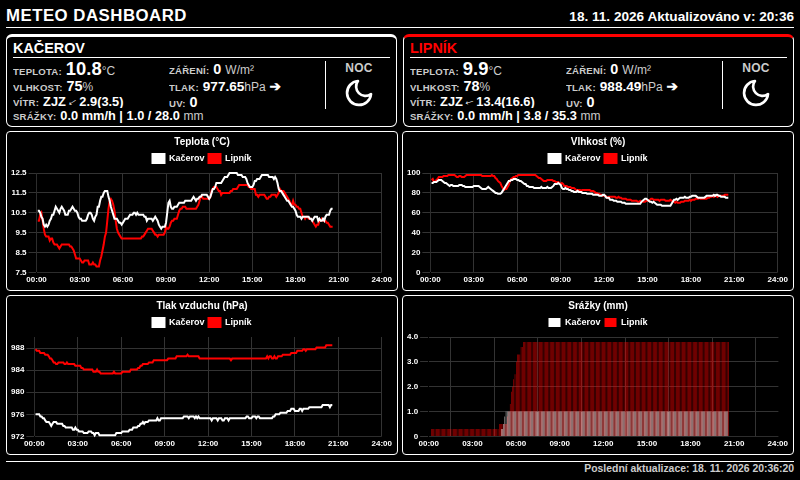 METEO DASHBOARD
18. 11. 2026 Aktualizováno v: 20:36
KAČEROV
TEPLOTA: 10.8°C
VLHKOST: 75%
VÍTR: ZJZ 2.9(3.5)
SRÁŽKY: 0.0 mm/h | 1.0 / 28.0 mm
ZÁŘENÍ: 0 W/m²
TLAK: 977.65hPa ➔
UV: 0
NOC
LIPNÍK
TEPLOTA: 9.9°C
VLHKOST: 78%
VÍTR: ZJZ 13.4(16.6)
SRÁŽKY: 0.0 mm/h | 3.8 / 35.3 mm
ZÁŘENÍ: 0 W/m²
TLAK: 988.49hPa ➔
UV: 0
NOC
Teplota (°C)
Kačerov Lipník
12.5
11.5
10.5
9.5
8.5
7.5
00:00 03:00 06:00 09:00 12:00 15:00 18:00 21:00 24:00
Vlhkost (%)
Kačerov Lipník
100
80
60
40
20
0
00:00 03:00 06:00 09:00 12:00 15:00 18:00 21:00 24:00
Tlak vzduchu (hPa)
Kačerov Lipník
988
984
980
976
972
00:00 03:00 06:00 09:00 12:00 15:00 18:00 21:00 24:00
Srážky (mm)
Kačerov Lipník
4.0
3.0
2.0
1.0
0
00:00 03:00 06:00 09:00 12:00 15:00 18:00 21:00 24:00
Poslední aktualizace: 18. 11. 2026 20:36:20